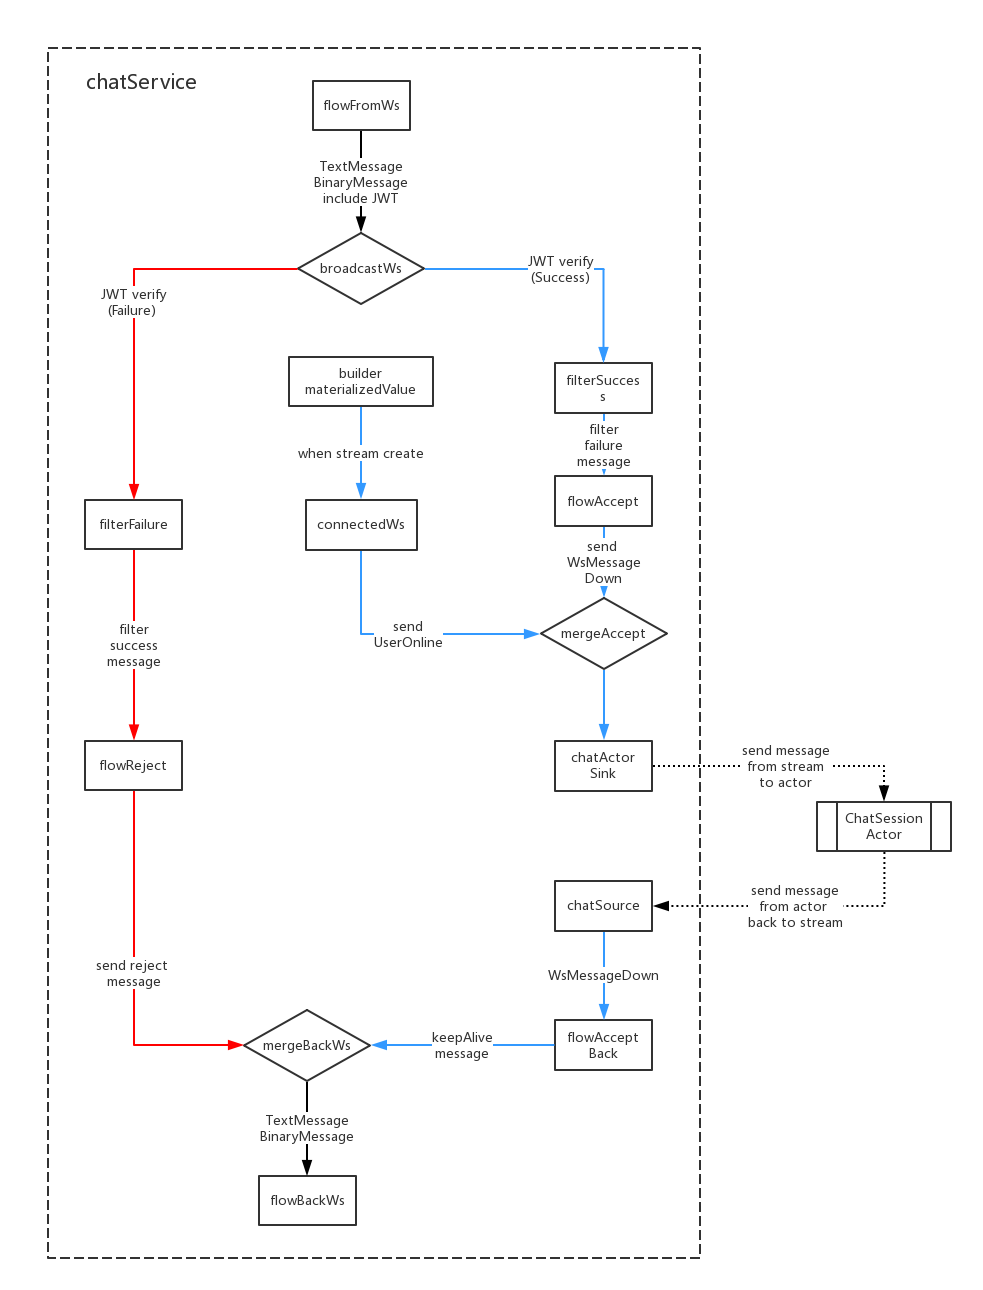 chatService
flowFromWs
TextMessage
BinaryMessage
include JWT
broadcastWs
JWT verify
(Success)
JWT verify
(Failure)
builder
materializedValue
filterSucces
s
filter
failure
message
when stream create
flowAccept
filterFailure
connectedWs
send
WsMessage
Down
filter
success
message
send
UserOnline
mergeAccept
flowReject
chatActor
Sink
send message
from stream
to actor
ChatSession
Actor
chatSource
send message
from actor
back to stream
send reject
message
WsMessageDown
mergeBackWs
keepAlive
message
flowAccept
Back
TextMessage
BinaryMessage
flowBackWs